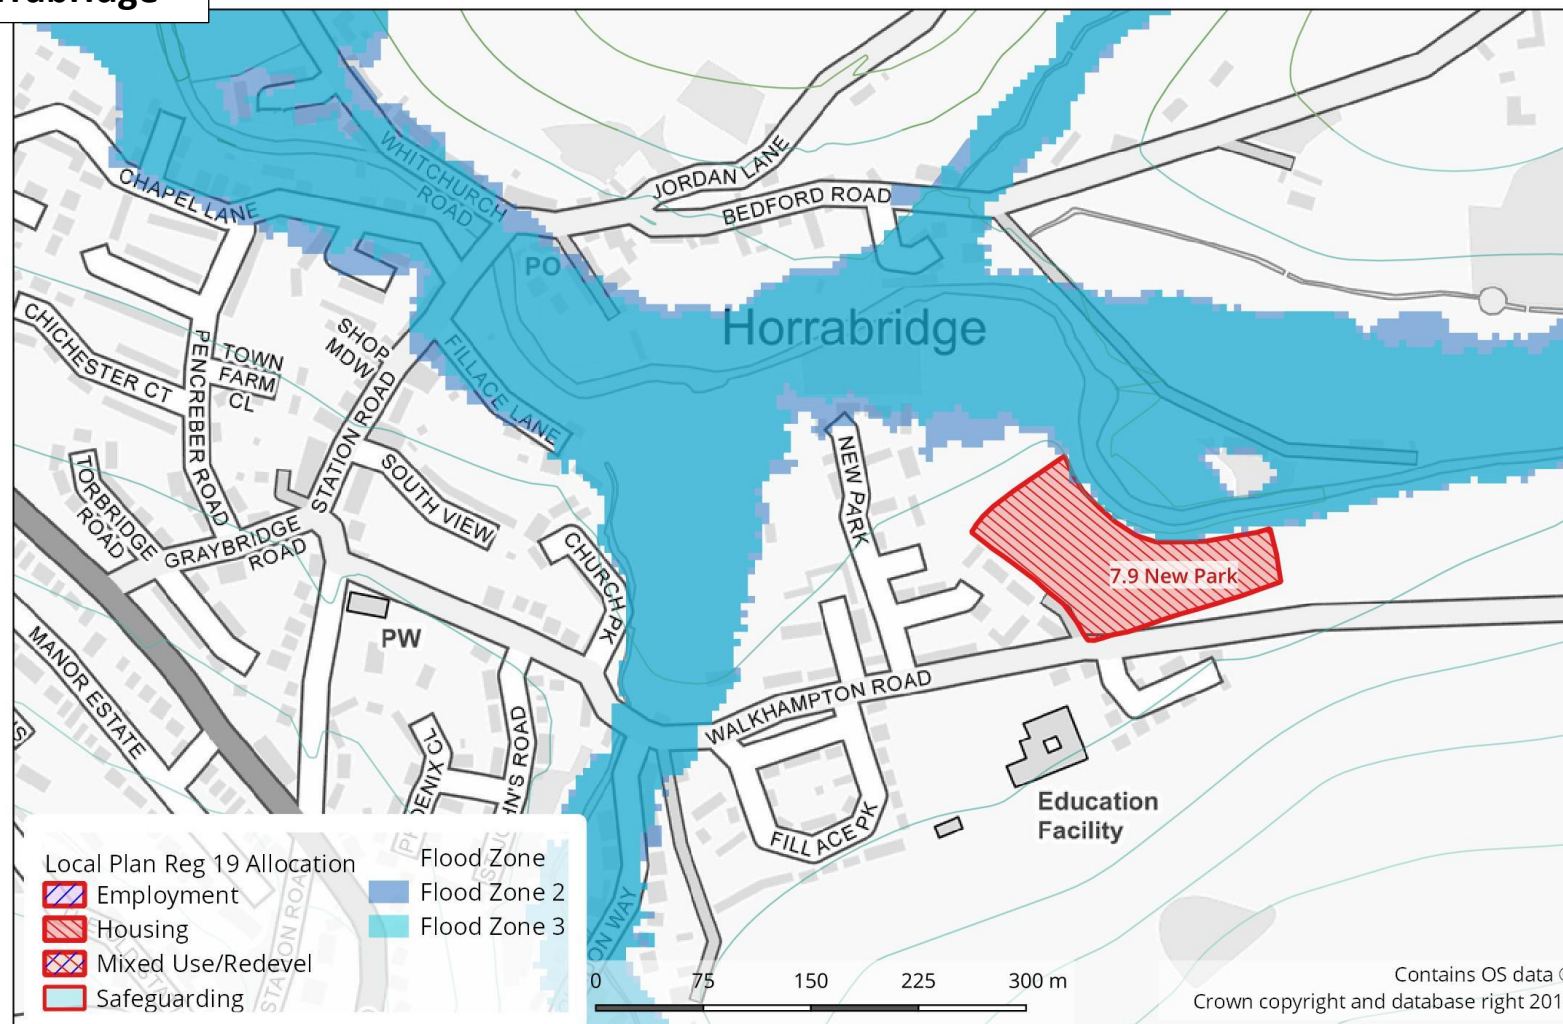 WHITCHURCH
ROAD
JORDAN LANE
BEDFORD ROAD
CHAPEL LANE
PO
Horrabridge
CHICHESTER CT
PENCREBER ROAD
TOWN
FARM
CL
SHOP
MDW
FILLACE LANE
STATION ROAD
SOUTH VIEW
NEW PARK
TORBRIDGE
ROAD
GRAYBRIDGE
ROAD
CHURCH PK
7.9 New Park
PW
MANOR ESTATE
WALKHAMPTON ROAD
FILLACE PK
Education
Facility
Local Plan Reg 19 Allocation
Employment
Housing
Mixed Use/Redevel
Safeguarding
Flood Zone
Flood Zone 2
Flood Zone 3
STATION ROA
0 75 150 225 300 m
Contains OS data ©
Crown copyright and database right 201